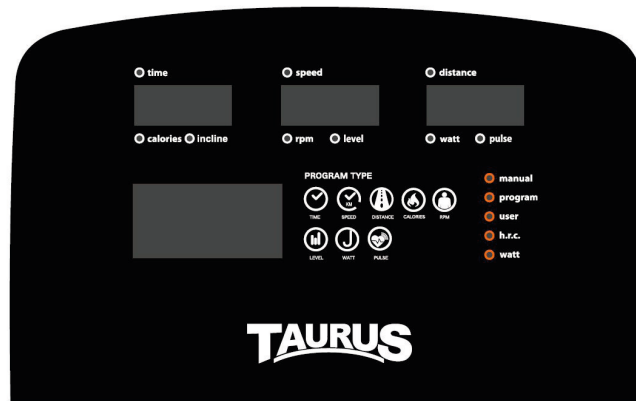 time speed distance
calories incline rpm level watt pulse
PROGRAM TYPE
manual
program
user
h.r.c.
watt
KM
TIME SPEED DISTANCE CALORIES RPM
LEVEL WATT PULSE
TAURUS